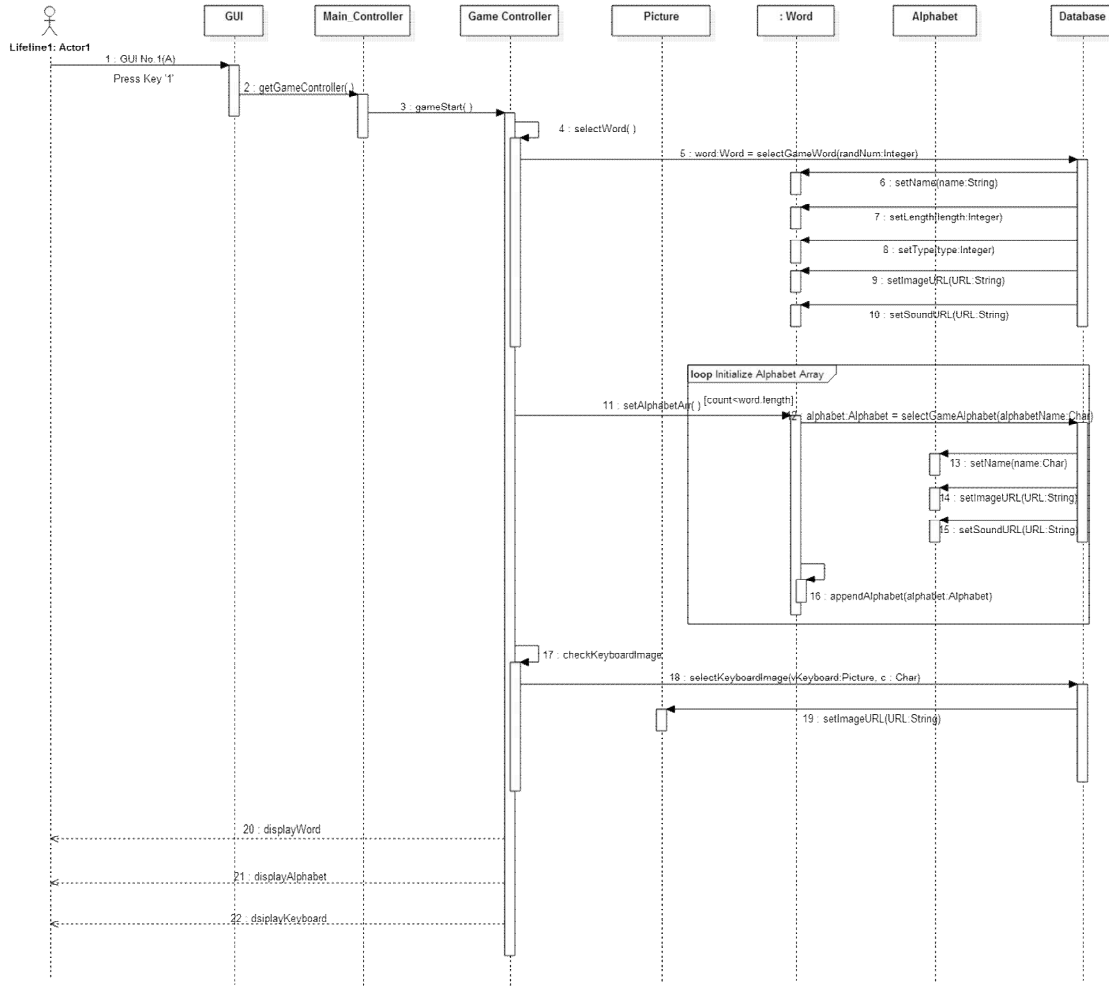 GUI
Main_Controller
Game Controller
Picture
: Word
Alphabet
Database
Lifeline1: Actor1
1 : GUI No.1(A)
Press Key '1'
2 : getGameController( )
3 : gameStart( )
4 : selectWord( )
5 : word:Word = selectGameWord(randNum:Integer)
6 : setName(name:String)
7 : setLength(length:Integer)
8 : setType(type:Integer)
9 : setImageURL(URL:String)
10 : setSoundURL(URL:String)
loop Initialize Alphabet Array
[count<word.length]
11 : setAlphabetArr( )
12 : alphabet:Alphabet = selectGameAlphabet(alphabetName:Char)
13 : setName(name:Char)
14 : setImageURL(URL:String)
15 : setSoundURL(URL:String)
16 : appendAlphabet(alphabet:Alphabet)
17 : checkKeyboardImage
18 : selectKeyboardImage(vKeyboard:Picture, c : Char)
19 : setImageURL(URL:String)
20 : displayWord
21 : displayAlphabet
22 : dsiplayKeyboard